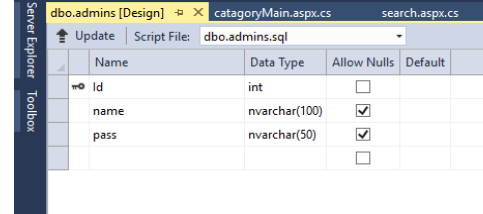 Server Explorer
Toolbox
dbo.admins [Design] catagoryMain.aspx.cs search.aspx.cs
Update Script File: dbo.admins.sql
Name Data Type Allow Nulls Default
Id int
name nvarchar(100)
pass nvarchar(50)